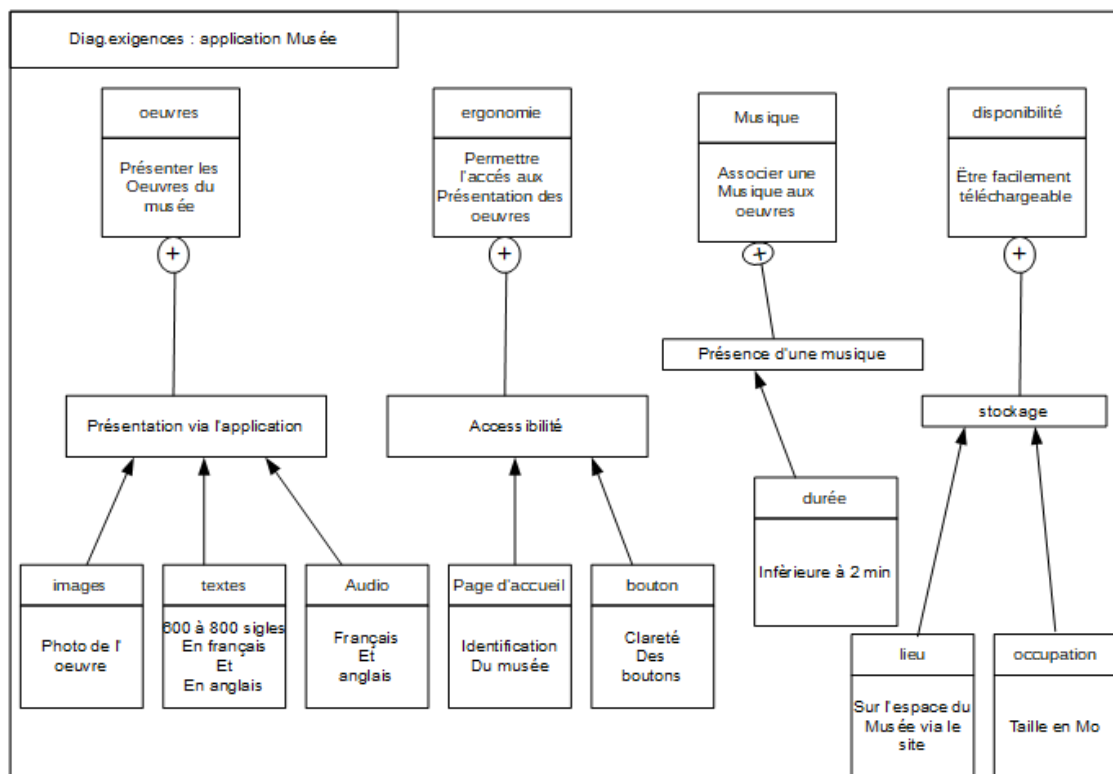 Diag.exigences : application Musée
oeuvres
Présenter les
Oeuvres du
musée
+
ergonomie
Permettre
l'accés aux
Présentation des
oeuvres
+
Musique
Associer une
Musique aux
oeuvres
+
disponibilité
Ëtre facilement
téléchargeable
+
Présentation via l'application
Accessibilité
Présence d'une musique
stockage
images
Photo de l'
oeuvre
textes
600 à 800 sigles
En français
Et
En anglais
Audio
Français
Et
anglais
Page d'accueil
Identification
Du musée
bouton
Clareté
Des
boutons
durée
Infèrieure à 2 min
lieu
Sur l'espace du
Musée via le
site
occupation
Taille en Mo